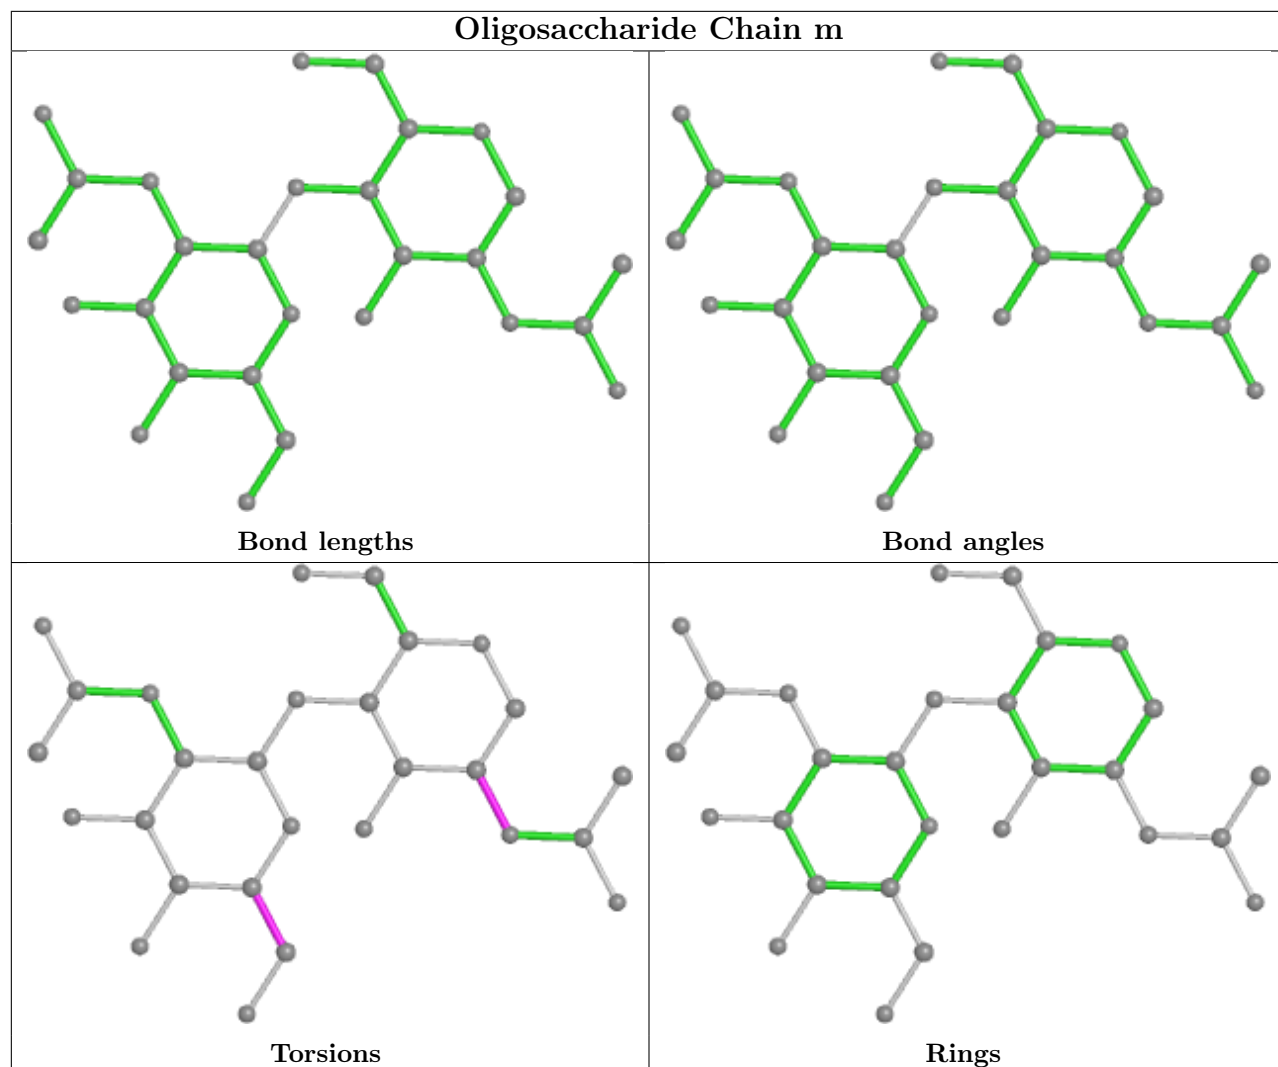 Oligosaccharide Chain m
Bond lengths
Bond angles
Torsions
Rings